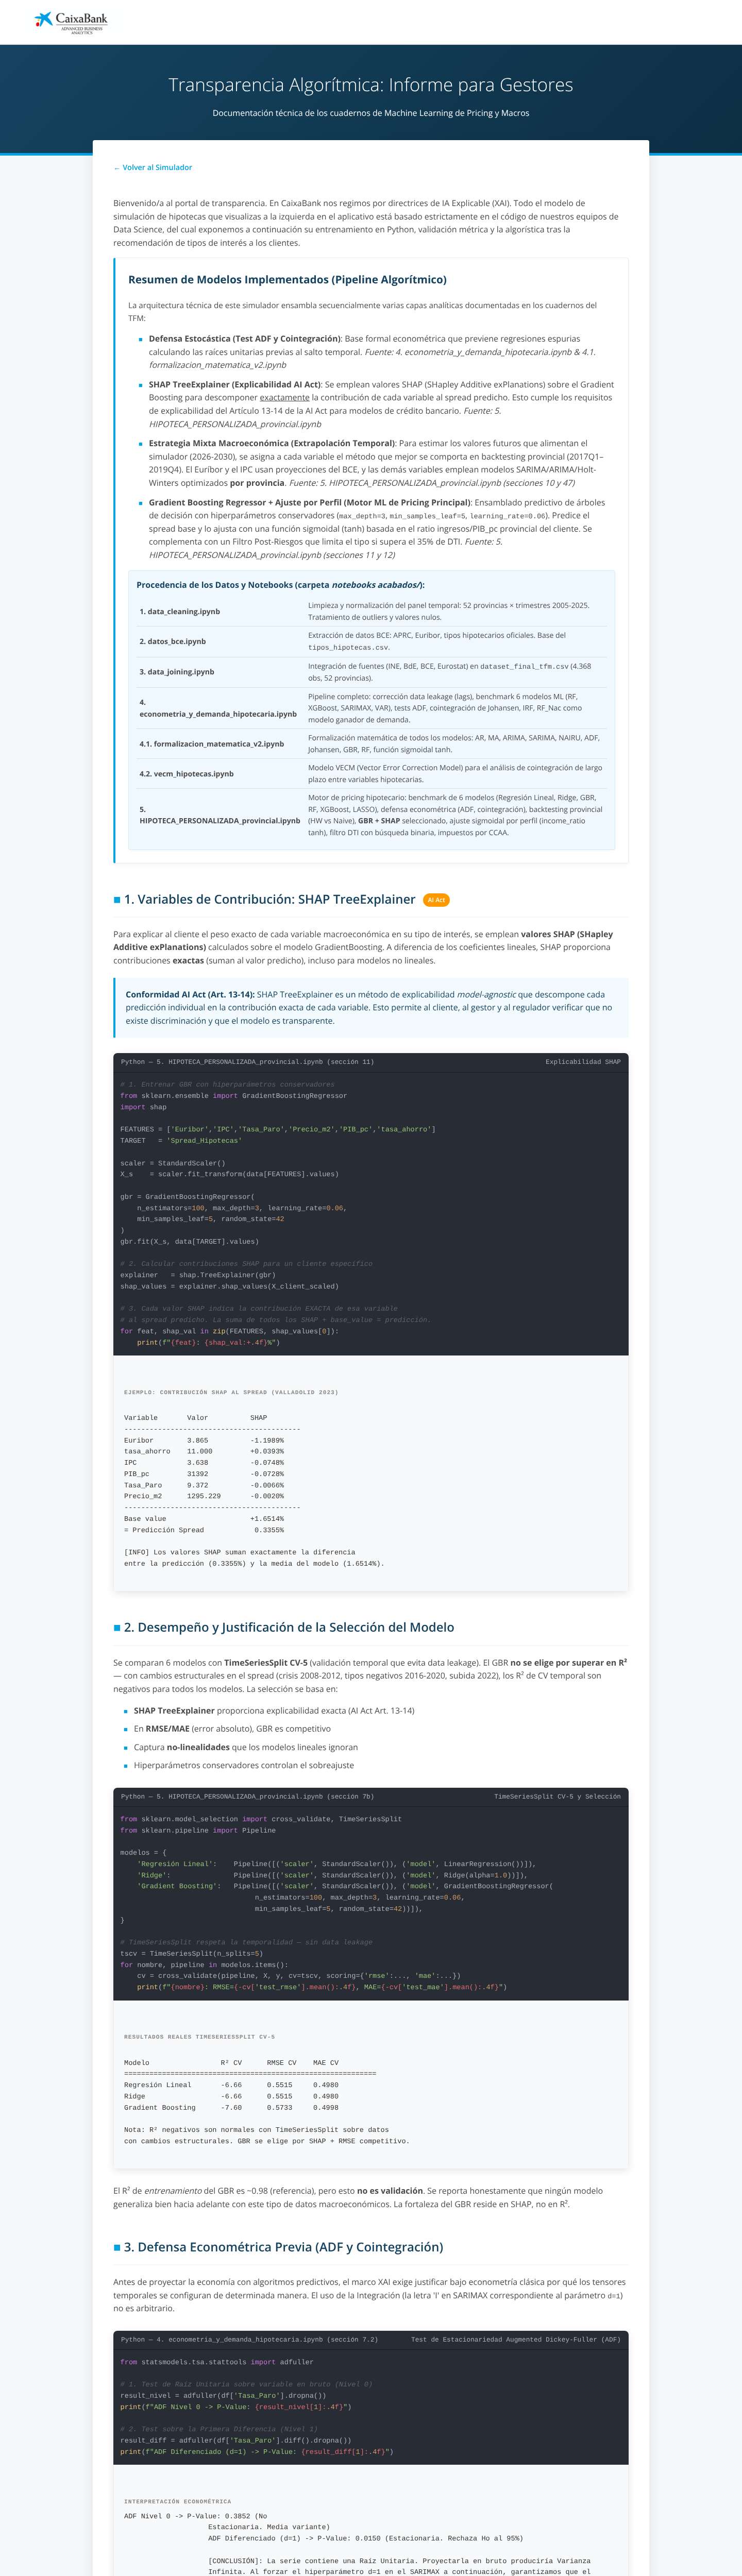 CaixaBank
ADVANCED BUSINESS
ANALYTICS
Transparencia Algorítmica: Informe para Gestores
Documentación técnica de los cuadernos de Machine Learning de Pricing y Macros
← Volver al Simulador
Bienvenido/a al portal de transparencia. En CaixaBank nos regimos por directrices de IA Explicable (XAI). Todo el modelo de
simulación de hipotecas que visualizas a la izquierda en el aplicativo está basado estrictamente en el código de nuestros equipos de
Data Science, del cual exponemos a continuación su entrenamiento en Python, validación métrica y la algorística tras la
recomendación de tipos de interés a los clientes.
Resumen de Modelos Implementados (Pipeline Algorítmico)
La arquitectura técnica de este simulador ensambla secuencialmente varias capas analíticas documentadas en los cuadernos del
TFM:
Defensa Estocástica (Test ADF y Cointegración): Base formal econométrica que previene regresiones espurias
calculando las raíces unitarias previas al salto temporal. Fuente: 4. econometria_y_demanda_hipotecaria.ipynb & 4.1.
formalizacion_matematica_v2.ipynb
SHAP TreeExplainer (Explicabilidad AI Act): Se emplean valores SHAP (SHapley Additive exPlanations) sobre el Gradient
Boosting para descomponer exactamente la contribución de cada variable al spread predicho. Esto cumple los requisitos
de explicabilidad del Artículo 13-14 de la AI Act para modelos de crédito bancario. Fuente: 5.
HIPOTECA_PERSONALIZADA_provincial.ipynb
Estrategia Mixta Macroeconómica (Extrapolación Temporal): Para estimar los valores futuros que alimentan el
simulador (2026-2030), se asigna a cada variable el método que mejor se comporta en backtesting provincial (2017Q1–
2019Q4). El Euríbor y el IPC usan proyecciones del BCE, y las demás variables emplean modelos SARIMA/ARIMA/Holt-
Winters optimizados por provincia. Fuente: 5. HIPOTECA_PERSONALIZADA_provincial.ipynb (secciones 10 y 47)
Gradient Boosting Regressor + Ajuste por Perfil (Motor ML de Pricing Principal): Ensamblado predictivo de árboles
de decisión con hiperparámetros conservadores (max_depth=3, min_samples_leaf=5, learning_rate=0.06). Predice el
spread base y lo ajusta con una función sigmoidal (tanh) basada en el ratio ingresos/PIB_pc provincial del cliente. Se
complementa con un Filtro Post-Riesgos que limita el tipo si supera el 35% de DTI. Fuente: 5.
HIPOTECA_PERSONALIZADA_provincial.ipynb (secciones 11 y 12)
Procedencia de los Datos y Notebooks (carpeta notebooks acabados/):
1. data_cleaning.ipynb
Limpieza y normalización del panel temporal: 52 provincias × trimestres 2005-2025.
Tratamiento de outliers y valores nulos.
2. datos_bce.ipynb
Extracción de datos BCE: APRC, Euribor, tipos hipotecarios oficiales. Base del
tipos_hipotecas.csv.
3. data_joining.ipynb
Integración de fuentes (INE, BdE, BCE, Eurostat) en dataset_final_tfm.csv (4.368
obs, 52 provincias).
4.
econometria_y_demanda_hipotecaria.ipynb
Pipeline completo: corrección data leakage (lags), benchmark 6 modelos ML (RF,
XGBoost, SARIMAX, VAR), tests ADF, cointegración de Johansen, IRF, RF_Nac como
modelo ganador de demanda.
4.1. formalizacion_matematica_v2.ipynb
Formalización matemática de todos los modelos: AR, MA, ARIMA, SARIMA, NAIRU, ADF,
Johansen, GBR, RF, función sigmoidal tanh.
4.2. vecm_hipotecas.ipynb
Modelo VECM (Vector Error Correction Model) para el análisis de cointegración de largo
plazo entre variables hipotecarias.
5.
HIPOTECA_PERSONALIZADA_provincial.ipynb
Motor de pricing hipotecario: benchmark de 6 modelos (Regresión Lineal, Ridge, GBR,
RF, XGBoost, LASSO), defensa econométrica (ADF, cointegración), backtesting provincial
(HW vs Naive), GBR + SHAP seleccionado, ajuste sigmoidal por perfil (income_ratio
tanh), filtro DTI con búsqueda binaria, impuestos por CCAA.
1. Variables de Contribución: SHAP TreeExplainer AI Act
Para explicar al cliente el peso exacto de cada variable macroeconómica en su tipo de interés, se emplean valores SHAP (SHapley
Additive exPlanations) calculados sobre el modelo GradientBoosting. A diferencia de los coeficientes lineales, SHAP proporciona
contribuciones exactas (suman al valor predicho), incluso para modelos no lineales.
Conformidad AI Act (Art. 13-14): SHAP TreeExplainer es un método de explicabilidad model-agnostic que descompone cada
predicción individual en la contribución exacta de cada variable. Esto permite al cliente, al gestor y al regulador verificar que no
existe discriminación y que el modelo es transparente.
Python — 5. HIPOTECA_PERSONALIZADA_provincial.ipynb (sección 11) Explicabilidad SHAP
# 1. Entrenar GBR con hiperparámetros conservadores
from sklearn.ensemble import GradientBoostingRegressor
import shap
FEATURES = ['Euribor','IPC','Tasa_Paro','Precio_m2','PIB_pc','tasa_ahorro']
TARGET = 'Spread_Hipotecas'
scaler = StandardScaler()
X_s = scaler.fit_transform(data[FEATURES].values)
gbr = GradientBoostingRegressor(
n_estimators=100, max_depth=3, learning_rate=0.06,
min_samples_leaf=5, random_state=42
)
gbr.fit(X_s, data[TARGET].values)
# 2. Calcular contribuciones SHAP para un cliente específico
explainer = shap.TreeExplainer(gbr)
shap_values = explainer.shap_values(X_client_scaled)
# 3. Cada valor SHAP indica la contribución EXACTA de esa variable
# al spread predicho. La suma de todos los SHAP + base_value = predicción.
for feat, shap_val in zip(FEATURES, shap_values[0]):
print(f"{feat}: {shap_val:+.4f}%")
EJEMPLO: CONTRIBUCIÓN SHAP AL SPREAD (VALLADOLID 2023)
Variable Valor SHAP
------------------------------------------
Euribor 3.865 -1.1989%
tasa_ahorro 11.000 +0.0393%
IPC 3.638 -0.0748%
PIB_pc 31392 -0.0728%
Tasa_Paro 9.372 -0.0066%
Precio_m2 1295.229 -0.0020%
------------------------------------------
Base value +1.6514%
= Predicción Spread 0.3355%
[INFO] Los valores SHAP suman exactamente la diferencia
entre la predicción (0.3355%) y la media del modelo (1.6514%).
2. Desempeño y Justificación de la Selección del Modelo
Se comparan 6 modelos con TimeSeriesSplit CV-5 (validación temporal que evita data leakage). El GBR no se elige por superar en R²
— con cambios estructurales en el spread (crisis 2008-2012, tipos negativos 2016-2020, subida 2022), los R² de CV temporal son
negativos para todos los modelos. La selección se basa en:
SHAP TreeExplainer proporciona explicabilidad exacta (AI Act Art. 13-14)
En RMSE/MAE (error absoluto), GBR es competitivo
Captura no-linealidades que los modelos lineales ignoran
Hiperparámetros conservadores controlan el sobreajuste
Python — 5. HIPOTECA_PERSONALIZADA_provincial.ipynb (sección 7b) TimeSeriesSplit CV-5 y Selección
from sklearn.model_selection import cross_validate, TimeSeriesSplit
from sklearn.pipeline import Pipeline
modelos = {
'Regresión Lineal': Pipeline([('scaler', StandardScaler()), ('model', LinearRegression())]),
'Ridge': Pipeline([('scaler', StandardScaler()), ('model', Ridge(alpha=1.0))]),
'Gradient Boosting': Pipeline([('scaler', StandardScaler()), ('model', GradientBoostingRegressor(
n_estimators=100, max_depth=3, learning_rate=0.06,
min_samples_leaf=5, random_state=42))]),
}
# TimeSeriesSplit respeta la temporalidad — sin data leakage
tscv = TimeSeriesSplit(n_splits=5)
for nombre, pipeline in modelos.items():
cv = cross_validate(pipeline, X, y, cv=tscv, scoring={'rmse':..., 'mae':...})
print(f"{nombre}: RMSE={-cv['test_rmse'].mean():.4f}, MAE={-cv['test_mae'].mean():.4f}")
RESULTADOS REALES TIMESERIESSPLIT CV-5
Modelo R² CV RMSE CV MAE CV
============================================================
Regresión Lineal -6.66 0.5515 0.4980
Ridge -6.66 0.5515 0.4980
Gradient Boosting -7.60 0.5733 0.4998
Nota: R² negativos son normales con TimeSeriesSplit sobre datos
con cambios estructurales. GBR se elige por SHAP + RMSE competitivo.
El R² de entrenamiento del GBR es ~0.98 (referencia), pero esto no es validación. Se reporta honestamente que ningún modelo
generaliza bien hacia adelante con este tipo de datos macroeconómicos. La fortaleza del GBR reside en SHAP, no en R².
3. Defensa Econométrica Previa (ADF y Cointegración)
Antes de proyectar la economía con algoritmos predictivos, el marco XAI exige justificar bajo econometría clásica por qué los tensores
temporales se configuran de determinada manera. El uso de la Integración (la letra 'I' en SARIMAX correspondiente al parámetro d=1)
no es arbitrario.
Python — 4. econometria_y_demanda_hipotecaria.ipynb (sección 7.2) Test de Estacionariedad Augmented Dickey-Fuller (ADF)
from statsmodels.tsa.stattools import adfuller
# 1. Test de Raíz Unitaria sobre variable en bruto (Nivel 0)
result_nivel = adfuller(df['Tasa_Paro'].dropna())
print(f"ADF Nivel 0 -> P-Value: {result_nivel[1]:.4f}")
# 2. Test sobre la Primera Diferencia (Nivel 1)
result_diff = adfuller(df['Tasa_Paro'].diff().dropna())
print(f"ADF Diferenciado (d=1) -> P-Value: {result_diff[1]:.4f}")
INTERPRETACIÓN ECONOMÉTRICA
ADF Nivel 0 -> P-Value: 0.3852 (No
Estacionaria. Media variante)
ADF Diferenciado (d=1) -> P-Value: 0.0150 (Estacionaria. Rechaza Ho al 95%)
[CONCLUSIÓN]: La serie contiene una Raíz Unitaria. Proyectarla en bruto produciría Varianza
Infinita. Al forzar el hiperparámetro d=1 en el SARIMAX a continuación, garantizamos que el